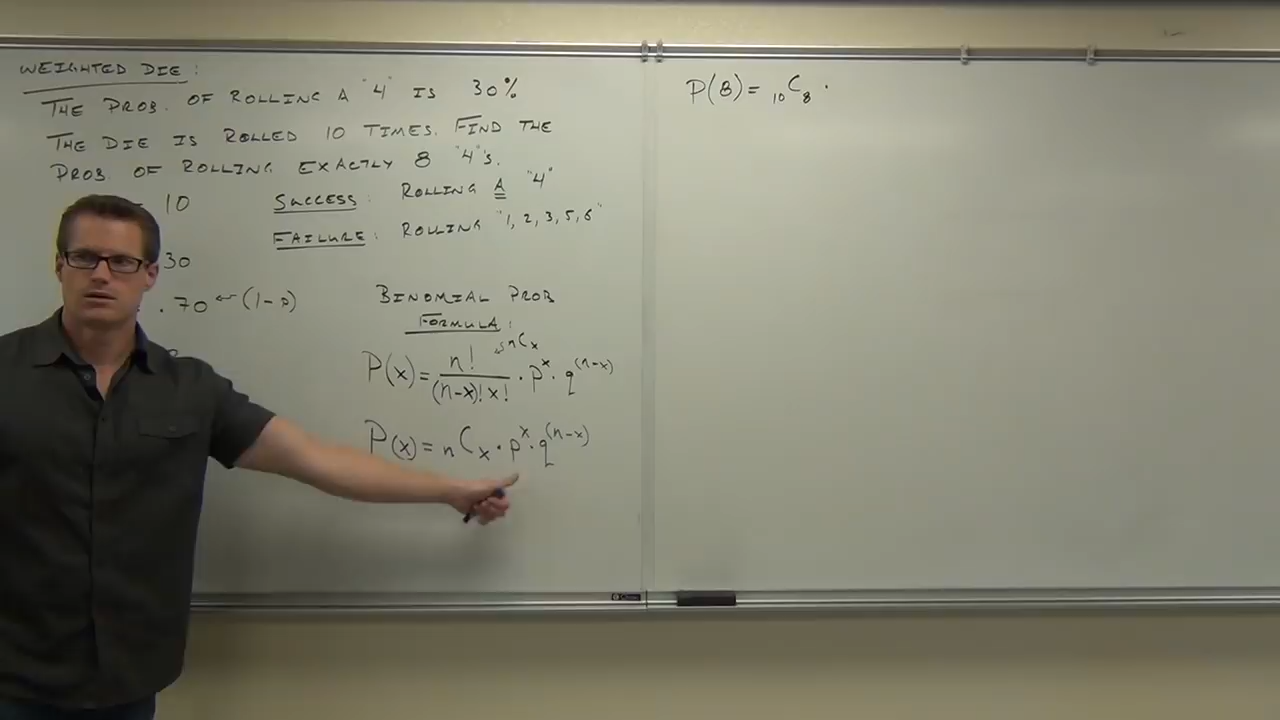 WEIGHTED DIE:
THE PROB. OF ROLLING A "4" IS 30%
THE DIE IS ROLLED 10 TIMES. FIND THE
PROB OF ROLLING EXACTLY 8 "4"s.
10
SUCCESS: ROLLING A "4"
FAILURE: ROLLING "1, 2, 3, 5, 6"
30
.70 ← (1-p)
BINOMIAL PROB
FORMULA:
P(x) = n!/((n-x)! x!) · p^x · q^(n-x)
nCx
P(x) = nCx · p^x · q^(n-x)
P(8) = 10C8 ·